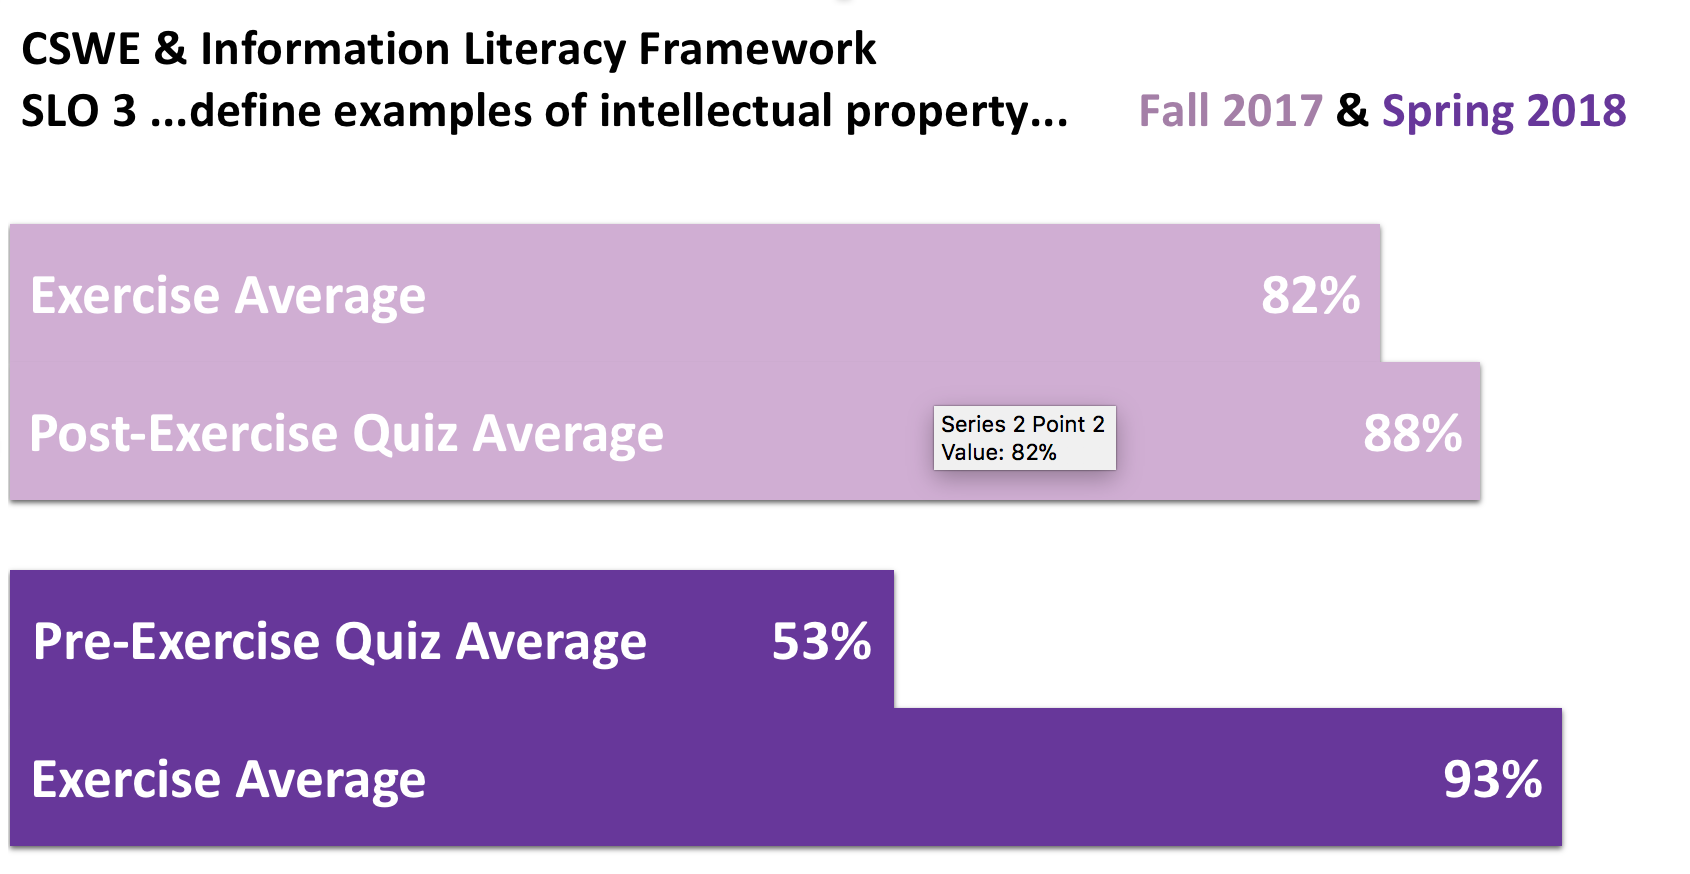 CSWE & Information Literacy Framework
SLO 3 ...define examples of intellectual property... Fall 2017 & Spring 2018
Exercise Average 82%
Post-Exercise Quiz Average 88%
Series 2 Point 2
Value: 82%
Pre-Exercise Quiz Average 53%
Exercise Average 93%